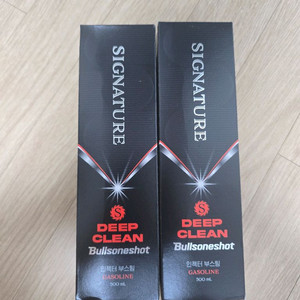 SIGNATURE
DEEP
CLEAN
Bullsoneshot
인젝터 부스팅
GASOLINE
500 mL
SIGNATURE
DEEP
CLEAN
Bullsoneshot
인젝터 부스팅
GASOLINE
500 mL